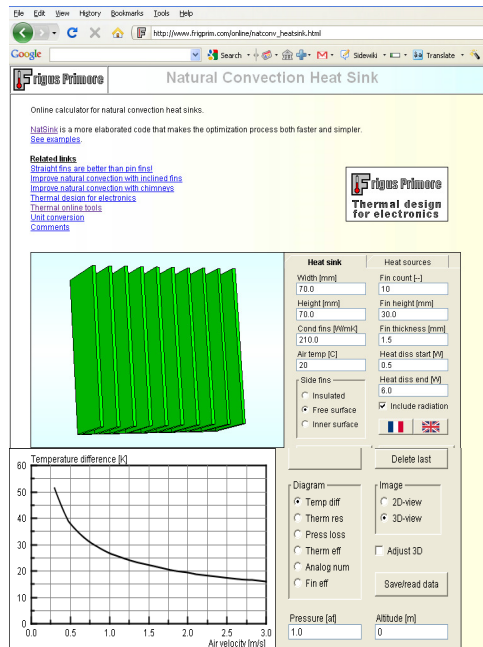 File Edit View History Bookmarks Tools Help
http://www.frigprim.com/online/natconv_heatsink.html
Google Search M Sidewiki Translate
Frigus Primore Natural Convection Heat Sink
Online calculator for natural convection heat sinks.
NatSink is a more elaborated code that makes the optimization process both faster and simpler.
See examples.
Related links
Straight fins are better than pin fins!
Improve natural convection with inclined fins
Improve natural convection with chimneys
Thermal design for electronics
Thermal online tools
Unit conversion
Comments
Frigus Primore
Thermal design
for electronics
Heat sink Heat sources
Width [mm] Fin count [--]
70.0 10
Height [mm] Fin height [mm]
70.0 30.0
Cond fins [W/mK] Fin thickness [mm]
210.0 1.5
Air temp [C] Heat diss start [W]
20 0.5
Side fins Heat diss end [W]
Insulated 6.0
Free surface Include radiation
Inner surface
Delete last
Diagram Image
Temp diff 2D-view
Therm res 3D-view
Press loss
Therm eff Adjust 3D
Analog num
Fin eff Save/read data
Pressure [at] Altitude [m]
1.0 0
Temperature difference [K]
60
50
40
30
20
10
0
0.0 0.5 1.0 1.5 2.0 2.5 3.0
Air velocity [m/s]